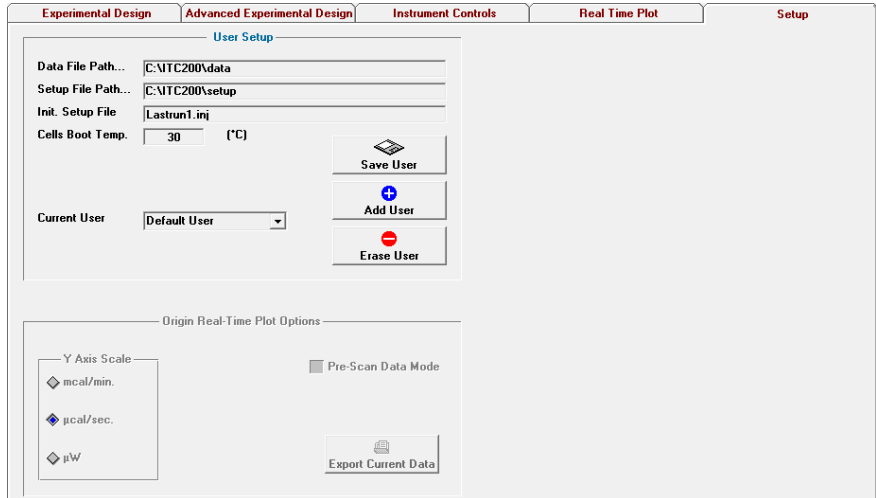 Experimental Design Advanced Experimental Design Instrument Controls Real Time Plot Setup
User Setup
Data File Path... C:\ITC200\data
Setup File Path... C:\ITC200\setup
Init. Setup File Lastrun1.inj
Cells Boot Temp. 30 (°C)
Save User
Add User
Current User Default User
Erase User
Origin Real-Time Plot Options
Y Axis Scale
Pre-Scan Data Mode
mcal/min.
µcal/sec.
µW
Export Current Data